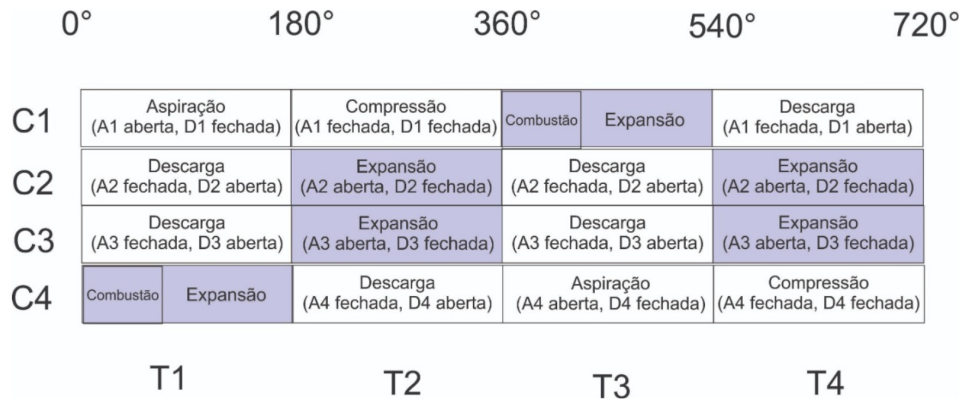 0° 180° 360° 540° 720°
C1
Aspiração
(A1 aberta, D1 fechada)
Compressão
(A1 fechada, D1 fechada)
Combustão
Expansão
Descarga
(A1 fechada, D1 aberta)
C2
Descarga
(A2 fechada, D2 aberta)
Expansão
(A2 aberta, D2 fechada)
Descarga
(A2 fechada, D2 aberta)
Expansão
(A2 aberta, D2 fechada)
C3
Descarga
(A3 fechada, D3 aberta)
Expansão
(A3 aberta, D3 fechada)
Descarga
(A3 fechada, D3 aberta)
Expansão
(A3 aberta, D3 fechada)
C4
Combustão
Expansão
Descarga
(A4 fechada, D4 aberta)
Aspiração
(A4 aberta, D4 fechada)
Compressão
(A4 fechada, D4 fechada)
T1 T2 T3 T4